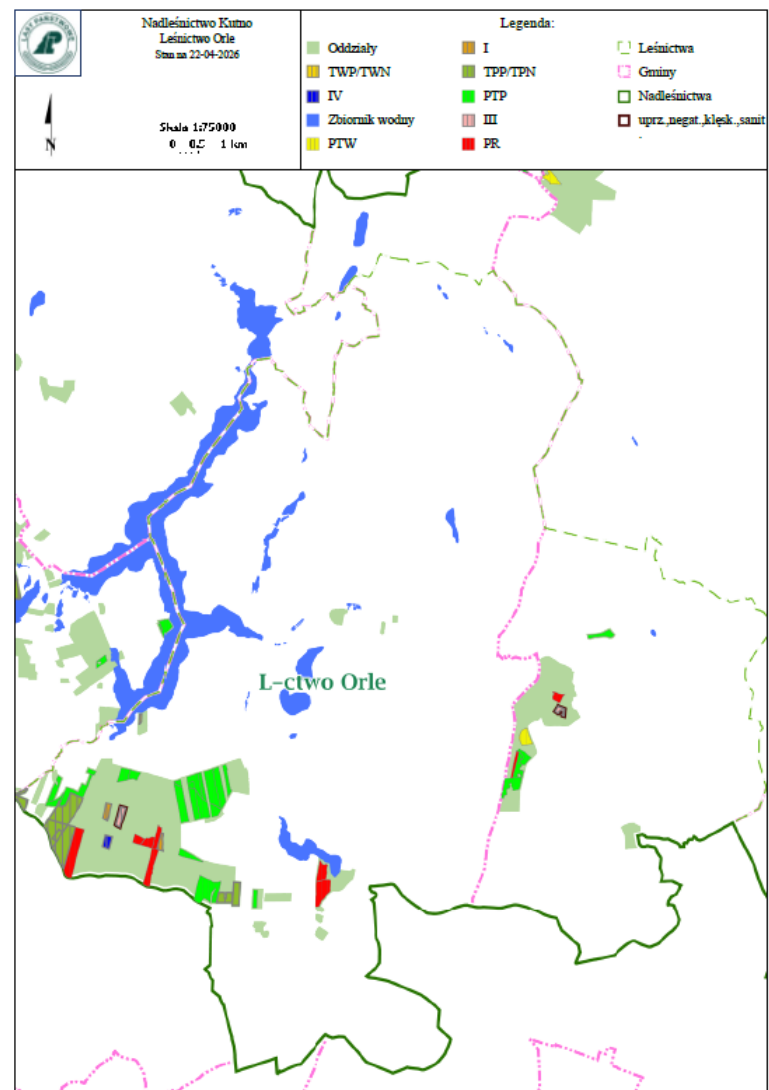 LASY PAŃSTWOWE
Nadleśnictwo Kutno
Leśnictwo Orle
Stan na 22-04-2026
N
Skala 1:75000
0 0,5 1 km
Legenda:
Oddziały
TWP/TWN
IV
Zbiornik wodny
PTW
I
TPP/TPN
PTP
III
PR
Leśnictwa
Gminy
Nadleśnictwa
uprz.,negat.,klęsk.,sanit
L-ctwo Orle